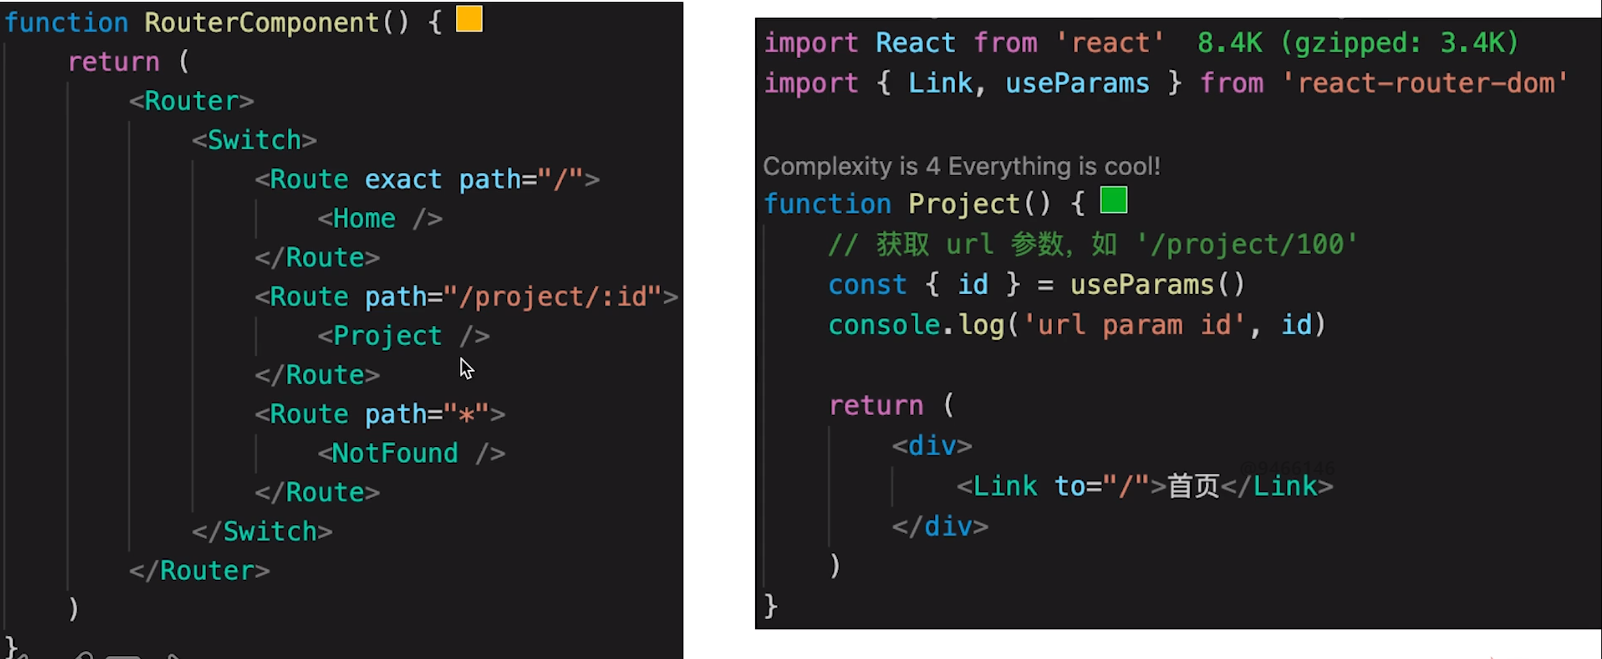 function RouterComponent() {
return (
<Router>
<Switch>
<Route exact path="/">
<Home />
</Route>
<Route path="/project/:id">
<Project />
</Route>
<Route path="*">
<NotFound />
</Route>
</Switch>
</Router>
)
}
import React from 'react' 8.4K (gzipped: 3.4K)
import { Link, useParams } from 'react-router-dom'
Complexity is 4 Everything is cool!
function Project() {
// 获取 url 参数，如 '/project/100'
const { id } = useParams()
console.log('url param id', id)
return (
<div>
<Link to="/">首页</Link>
</div>
)
}